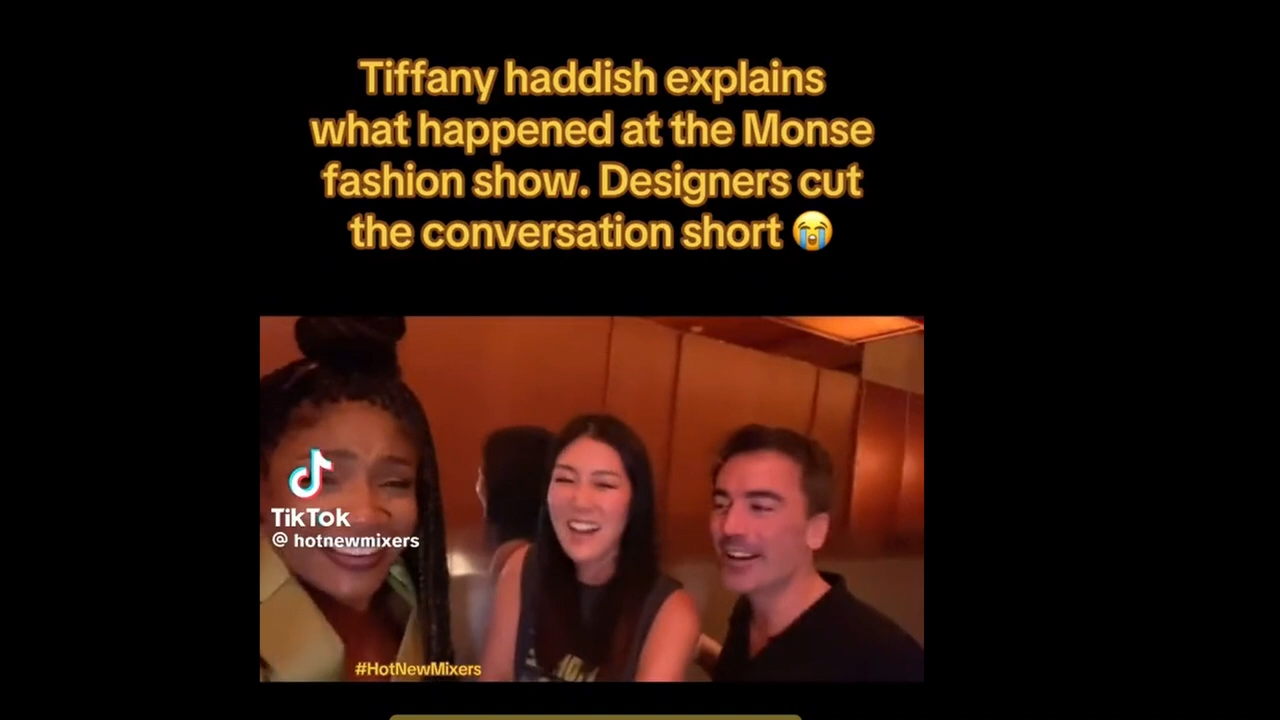 Tiffany haddish explains
what happened at the Monse
fashion show. Designers cut
the conversation short 😭
TikTok
@ hotnewmixers
#HotNewMixers